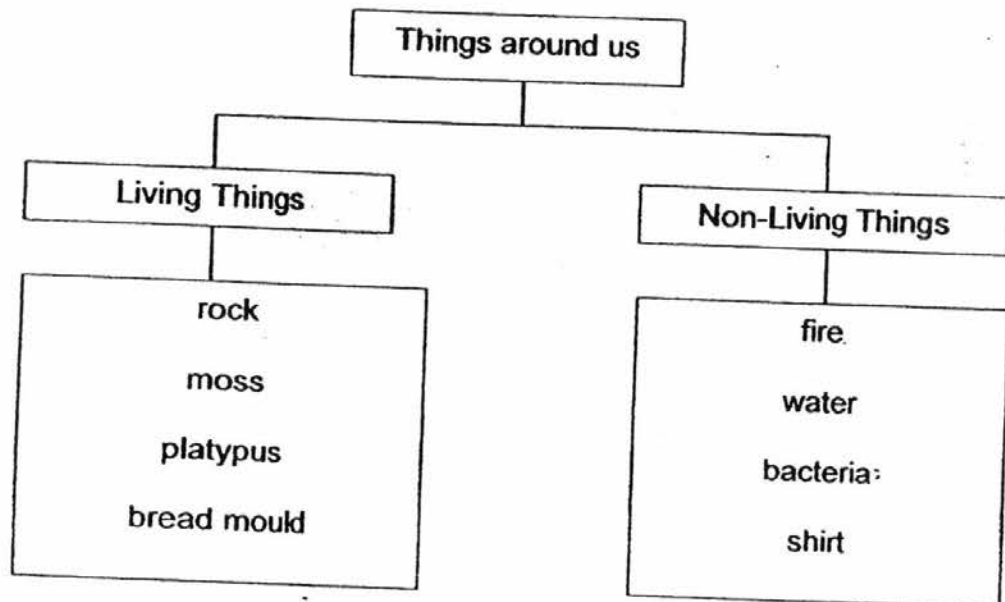 Things around us
Living Things
Non-Living Things
rock
moss
platypus
bread mould
fire
water
bacteria
shirt